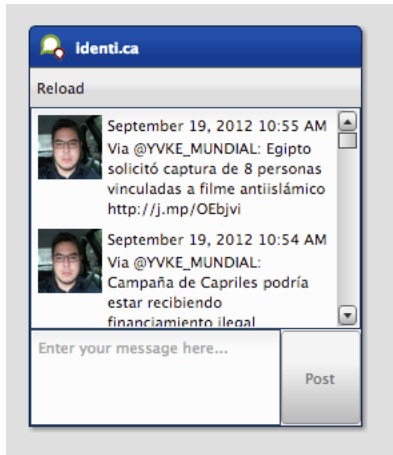 identi.ca
Reload
September 19, 2012 10:55 AM
Via @YVKE_MUNDIAL: Egipto
solicitó captura de 8 personas
vinculadas a filme antiislámico
http://j.mp/OEbjvi
September 19, 2012 10:54 AM
Via @YVKE_MUNDIAL:
Campaña de Capriles podría
estar recibiendo
financiamiento ilegal
Enter your message here...
Post